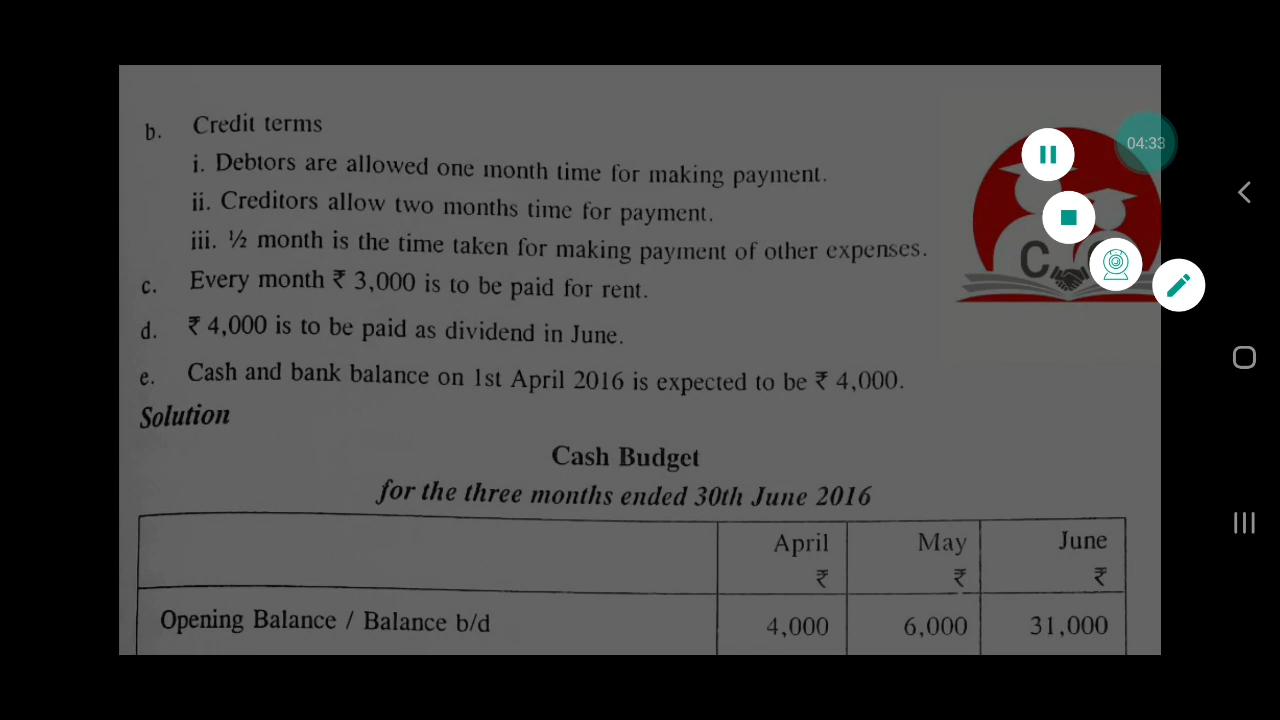 04:33
b. Credit terms
i. Debtors are allowed one month time for making payment.
ii. Creditors allow two months time for payment.
iii. ½ month is the time taken for making payment of other expenses.
c. Every month ₹ 3,000 is to be paid for rent.
d. ₹ 4,000 is to be paid as dividend in June.
e. Cash and bank balance on 1st April 2016 is expected to be ₹ 4,000.
Solution
Cash Budget
for the three months ended 30th June 2016
April May June
₹ ₹ ₹
Opening Balance / Balance b/d 4,000 6,000 31,000